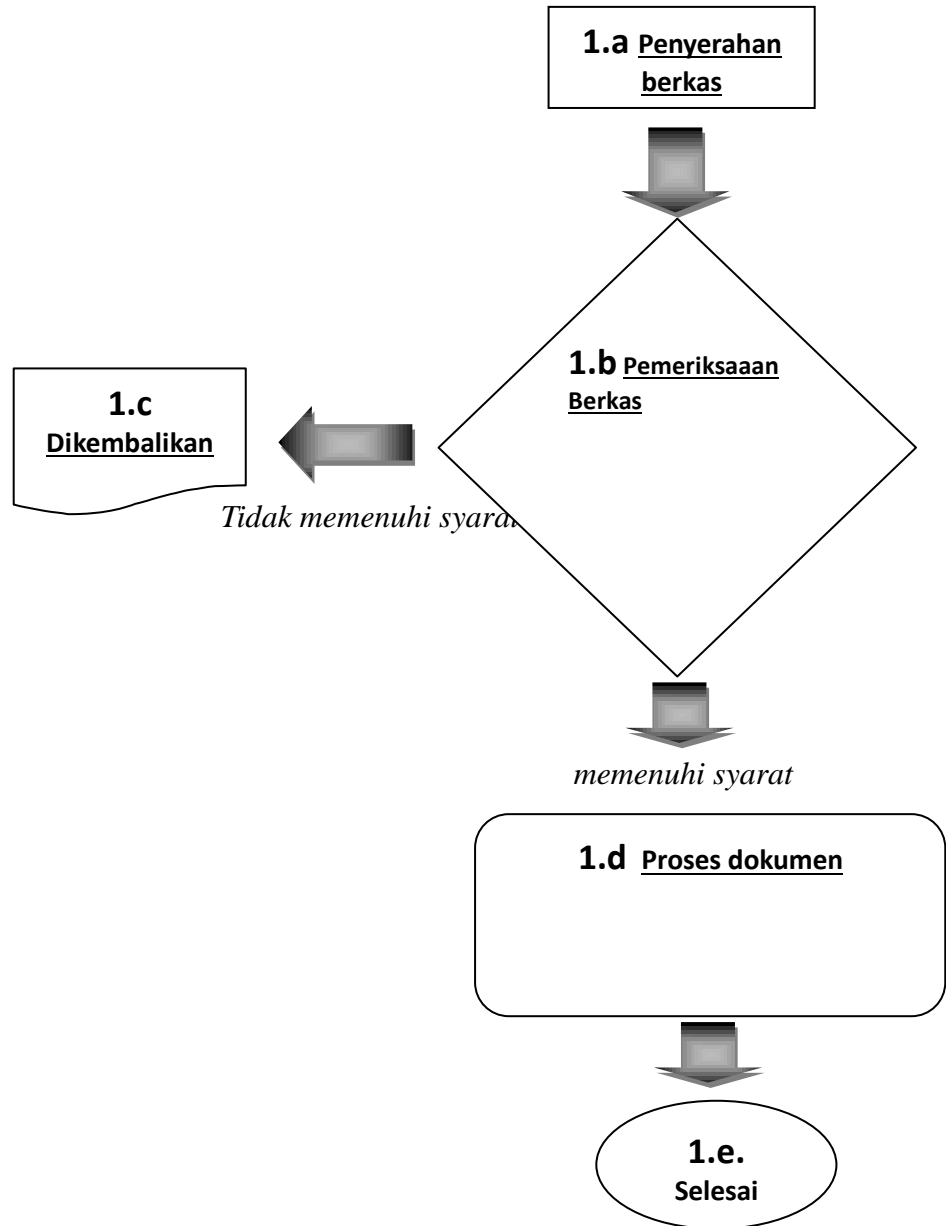 1.a Penyerahan
berkas
1.b Pemeriksaaan
Berkas
1.c
Dikembalikan
Tidak memenuhi syarat
memenuhi syarat
1.d Proses dokumen
1.e.
Selesai